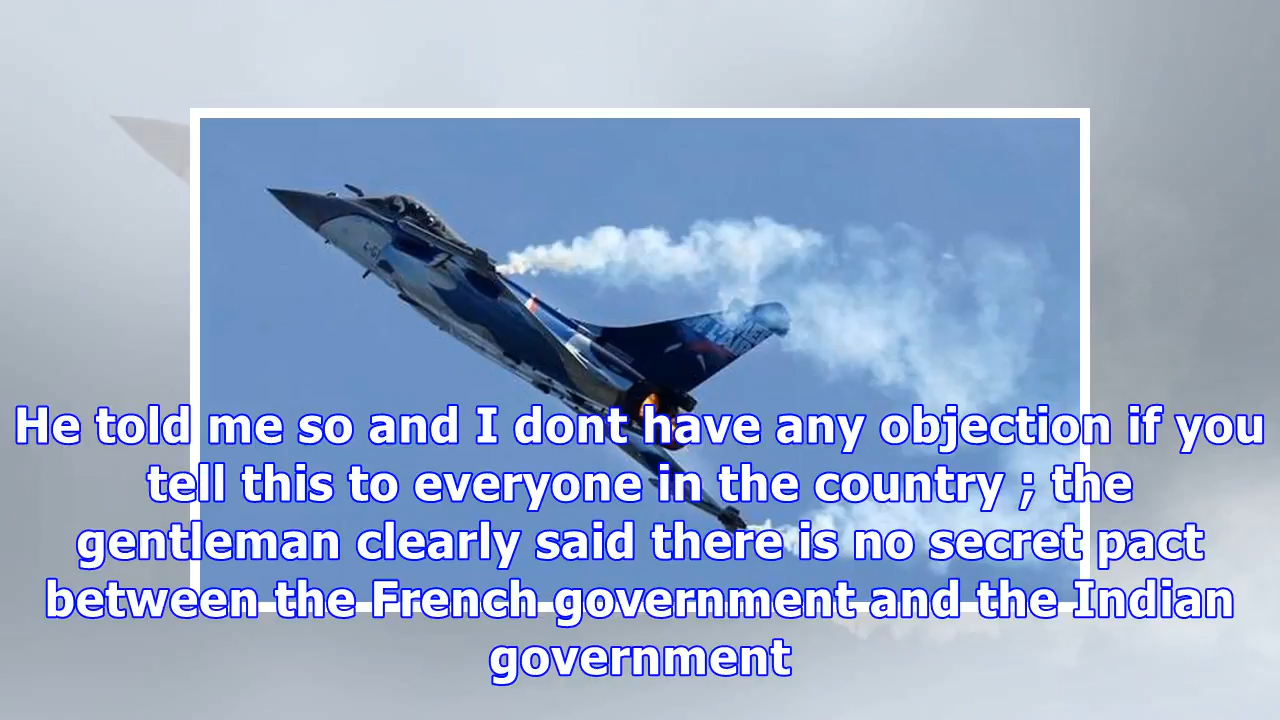 He told me so and I dont have any objection if you
tell this to everyone in the country ; the
gentleman clearly said there is no secret pact
between the French government and the Indian
government